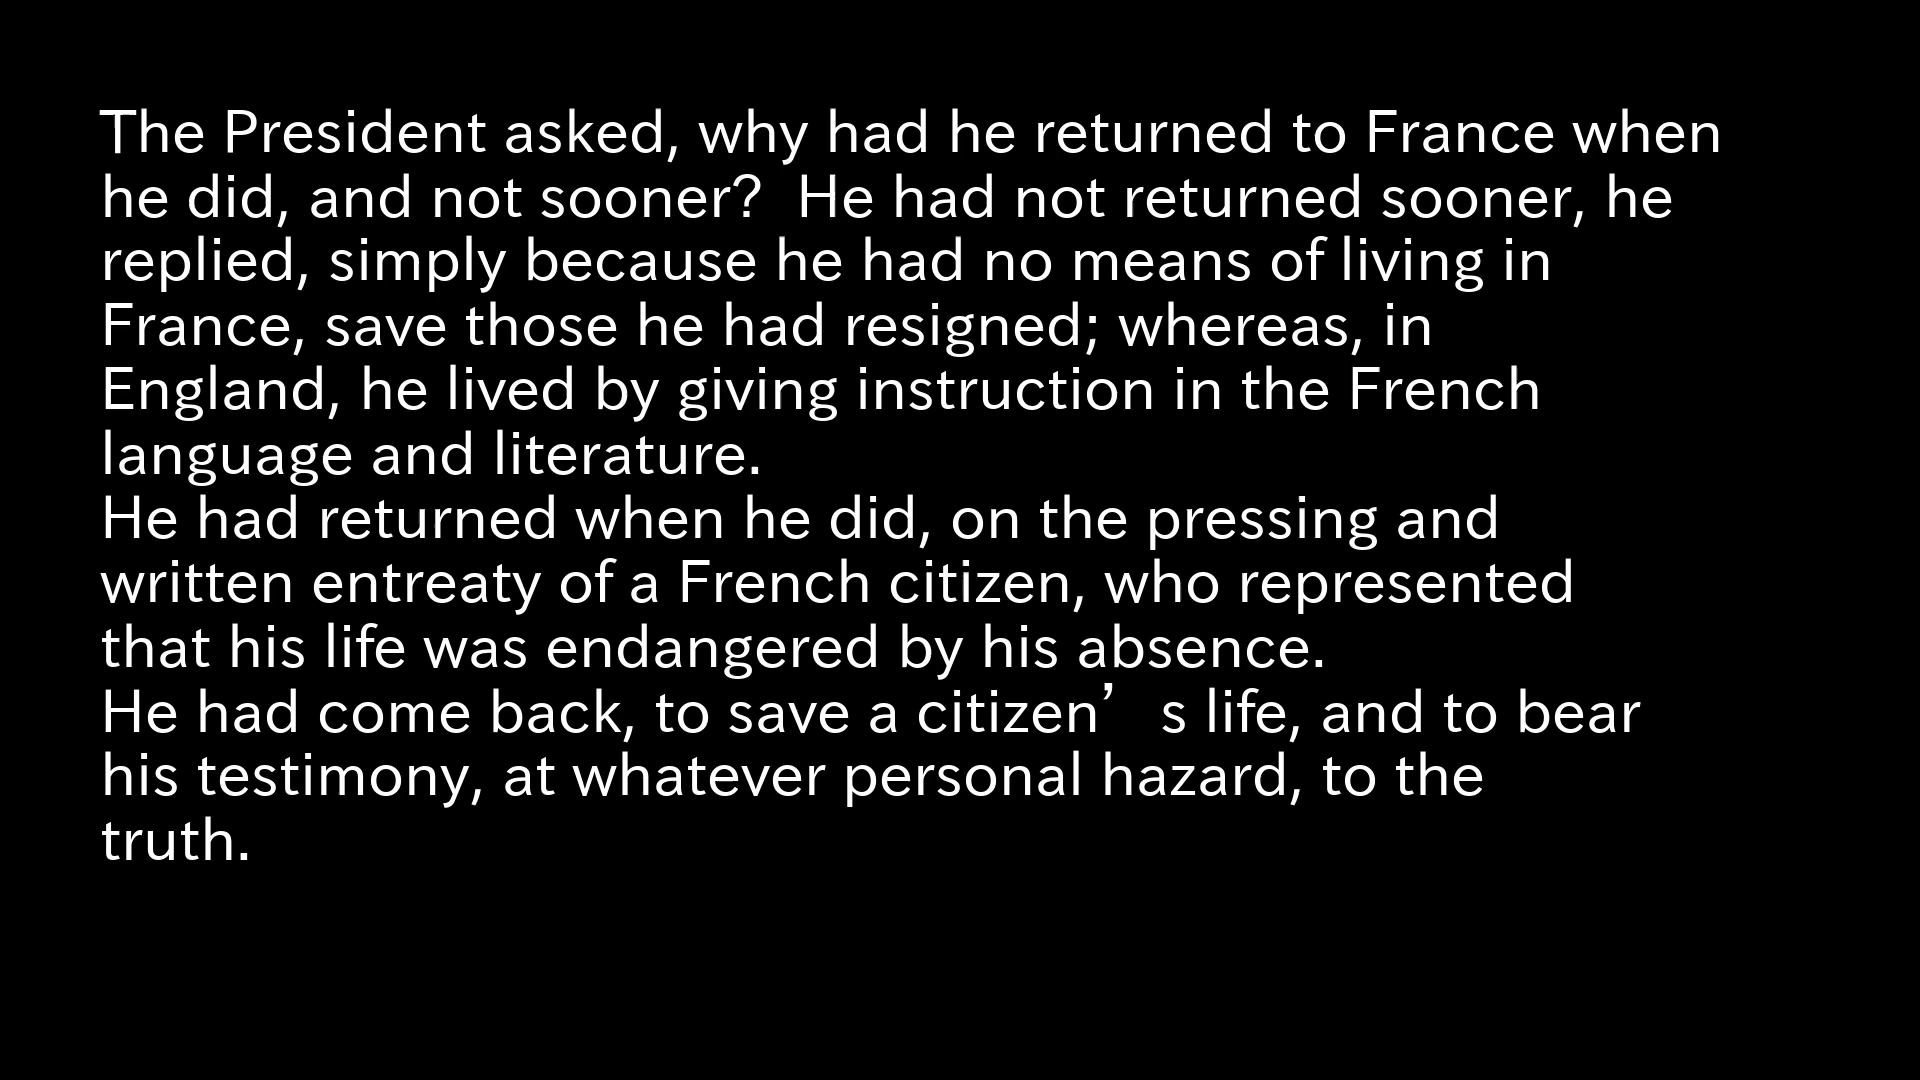 The President asked, why had he returned to France when
he did, and not sooner?  He had not returned sooner, he
replied, simply because he had no means of living in
France, save those he had resigned; whereas, in
England, he lived by giving instruction in the French
language and literature.
He had returned when he did, on the pressing and
written entreaty of a French citizen, who represented
that his life was endangered by his absence.
He had come back, to save a citizen’s life, and to bear
his testimony, at whatever personal hazard, to the
truth.